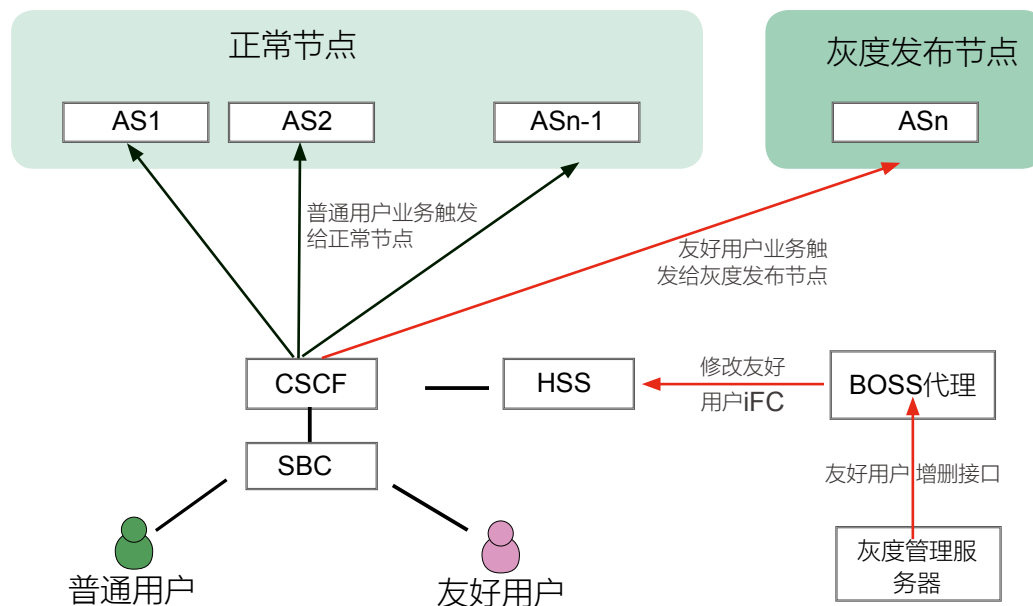 正常节点
灰度发布节点
AS1
AS2
ASn-1
ASn
普通用户业务触发
给正常节点
友好用户业务触
发给灰度发布节点
CSCF
HSS
修改友好
用户iFC
BOSS代理
SBC
友好用户 增删接口
灰度管理服
务器
普通用户
友好用户